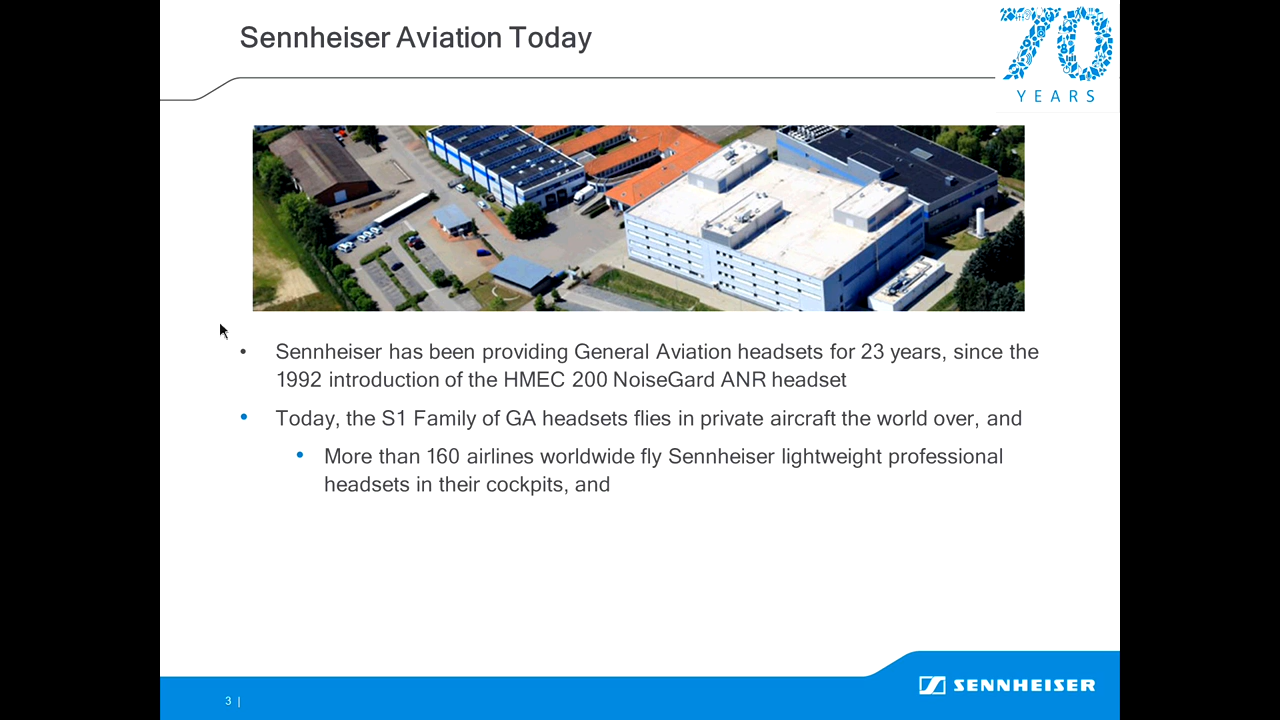 Sennheiser Aviation Today
70
YEARS
• Sennheiser has been providing General Aviation headsets for 23 years, since the
1992 introduction of the HMEC 200 NoiseGard ANR headset
• Today, the S1 Family of GA headsets flies in private aircraft the world over, and
• More than 160 airlines worldwide fly Sennheiser lightweight professional
headsets in their cockpits, and
3 |
SENNHEISER